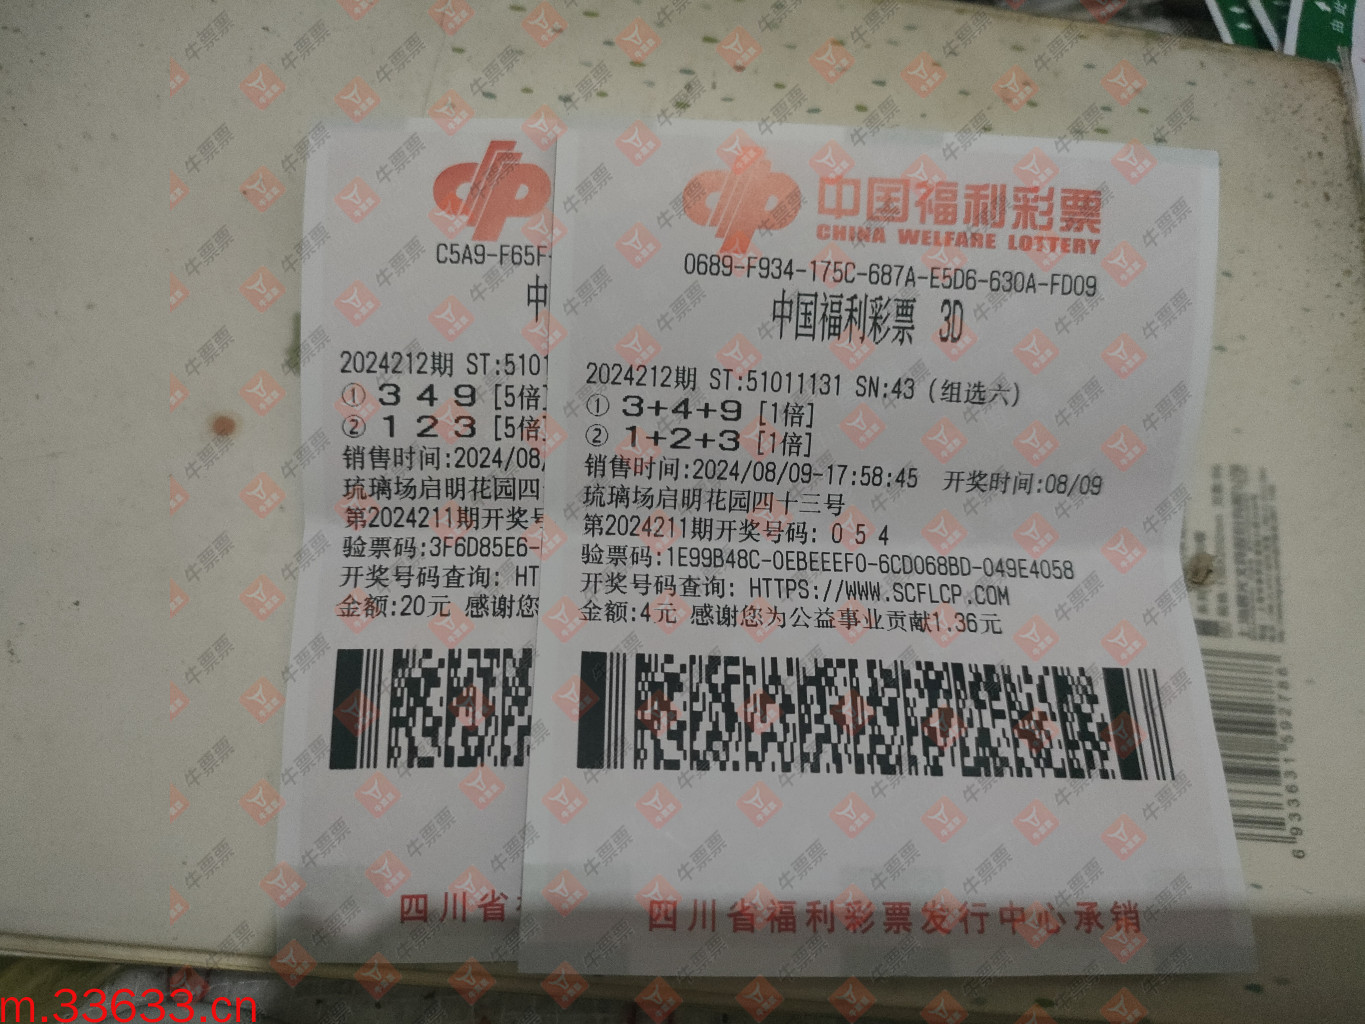 C5A9-F65F-
中
2024212期 ST:5101
① 3 4 9 [5倍]
② 1 2 3 [5倍
销售时间:2024/08/
琉璃场启明花园四
第2024211期开奖号
验票码:3F6D85E6-
开奖号码查询: HT
金额:20元 感谢您
四川省
中国福利彩票
CHINA WELFARE LOTTERY
0689-F934-175C-687A-E5D6-630A-FD09
中国福利彩票 3D
2024212期 ST:51011131 SN:43 (组选六)
① 3+4+9 [1倍]
② 1+2+3 [1倍]
销售时间:2024/08/09-17:58:45 开奖时间:08/09
琉璃场启明花园四十三号
第2024211期开奖号码: 0 5 4
验票码:1E99B48C-0EBEEEF0-6CD068BD-049E4058
开奖号码查询: HTTPS://WWW.SCFLCP.COM
金额:4元 感谢您为公益事业贡献1.36元
四川省福利彩票发行中心承销
6 933631 592786
牛票票
m.33633.cn